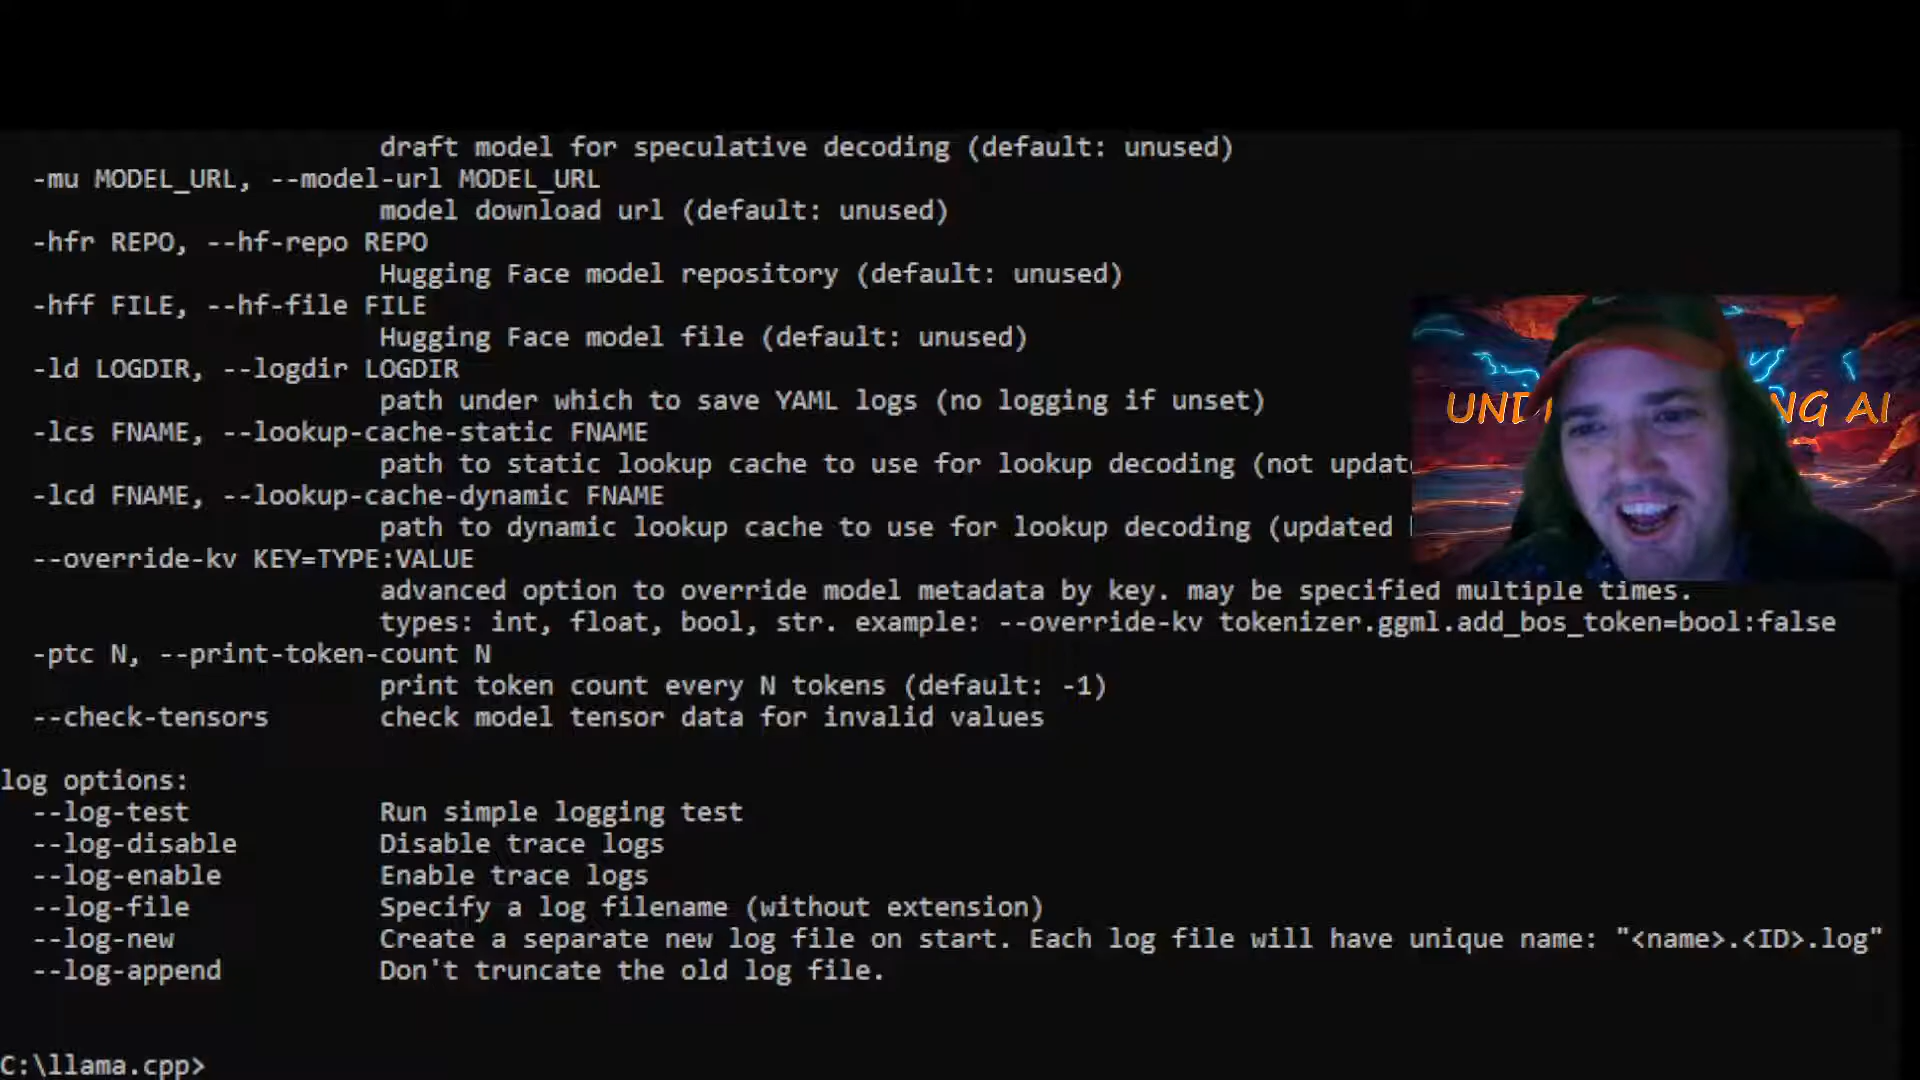 draft model for speculative decoding (default: unused)
-mu MODEL_URL, --model-url MODEL_URL
model download url (default: unused)
-hfr REPO, --hf-repo REPO
Hugging Face model repository (default: unused)
-hff FILE, --hf-file FILE
Hugging Face model file (default: unused)
-ld LOGDIR, --logdir LOGDIR
path under which to save YAML logs (no logging if unset)
-lcs FNAME, --lookup-cache-static FNAME
path to static lookup cache to use for lookup decoding (not
-lcd FNAME, --lookup-cache-dynamic FNAME
path to dynamic lookup cache to use for lookup decoding (updated
--override-kv KEY=TYPE:VALUE
advanced option to override model metadata by key. may be specified multiple times.
types: int, float, bool, str. example: --override-kv tokenizer.ggml.add_bos_token=bool:false
-ptc N, --print-token-count N
print token count every N tokens (default: -1)
--check-tensors check model tensor data for invalid values
log options:
--log-test Run simple logging test
--log-disable Disable trace logs
--log-enable Enable trace logs
--log-file Specify a log filename (without extension)
--log-new Create a separate new log file on start. Each log file will have unique name: "<name>.<ID>.log"
--log-append Don't truncate the old log file.
C:\llama.cpp>
AI